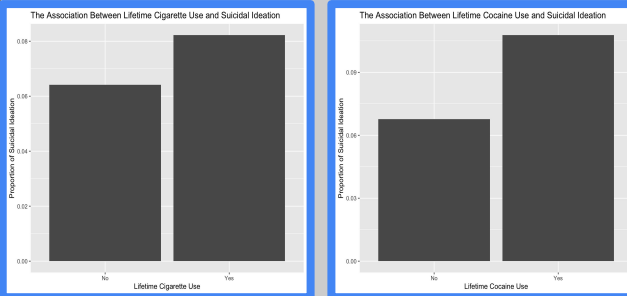 The Association Between Lifetime Cigarette Use and Suicidal Ideation
Proportion of Suicidal Ideation
0.08
0.06
0.04
0.02
0.00
No
Yes
Lifetime Cigarette Use
The Association Between Lifetime Cocaine Use and Suicidal Ideation
Proportion of Suicidal Ideation
0.09
0.06
0.03
0.00
No
Yes
Lifetime Cocaine Use